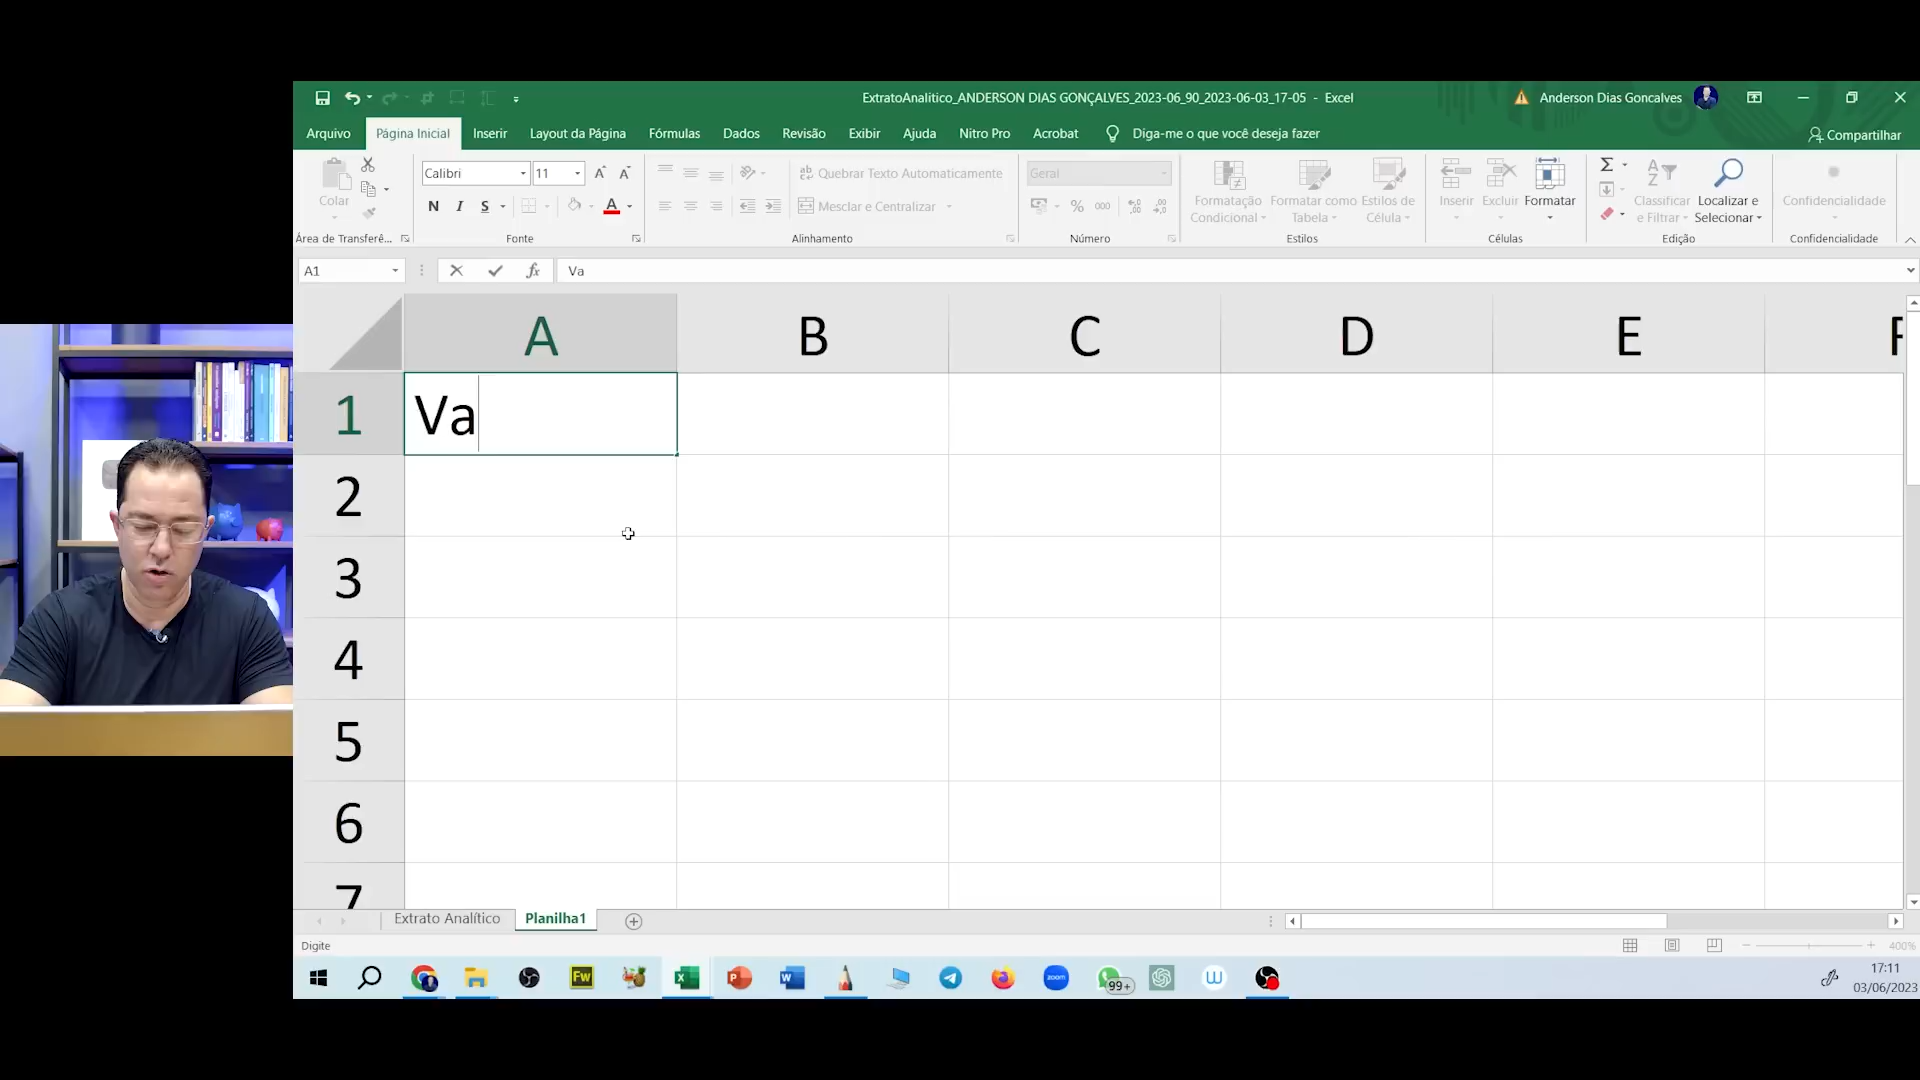 ExtratoAnalitico_ANDERSON DIAS GONÇALVES_2023-06_90_2023-06-03_17-05 - Excel
Anderson Dias Goncalves
Arquivo Página Inicial Inserir Layout da Página Fórmulas Dados Revisão Exibir Ajuda Nitro Pro Acrobat Diga-me o que você deseja fazer Compartilhar
Colar
Calibri 11
N I S
Quebrar Texto Automaticamente
Mesclar e Centralizar
Geral
% 000
Formatação Condicional
Formatar como Tabela
Estilos de Célula
Inserir Excluir Formatar
Classificar e Filtrar
Localizar e Selecionar
Confidencialidade
Área de Transferê... Fonte Alinhamento Número Estilos Células Edição Confidencialidade
A1 fx Va
A B C D E F
1 Va
2
3
4
5
6
7
Extrato Analítico Planilha1
Digite 400%
Fw zoom 99+
17:11
03/06/2023